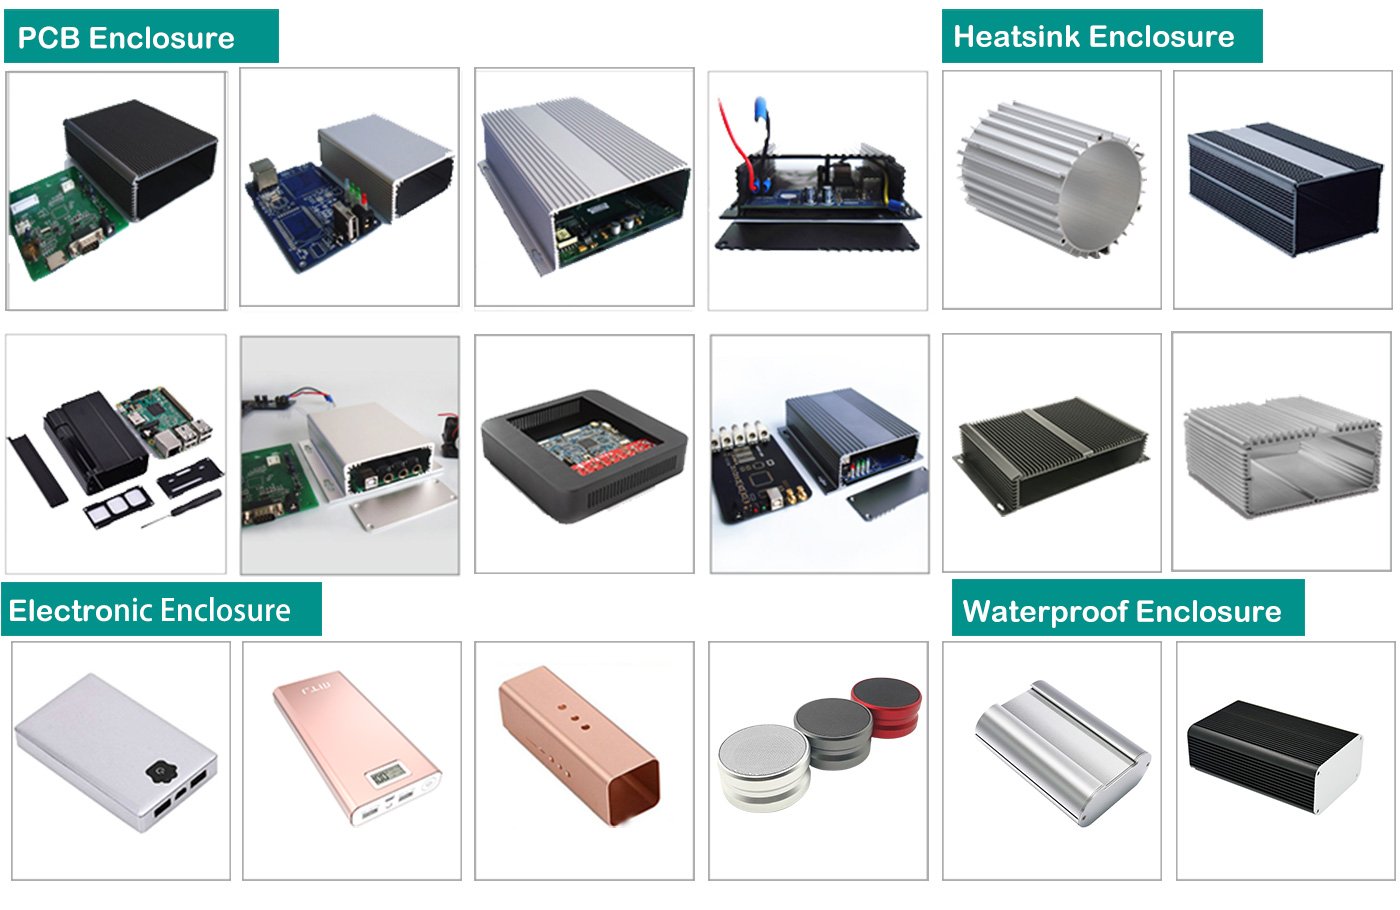 PCB Enclosure
Heatsink Enclosure
Electronic Enclosure
Waterproof Enclosure